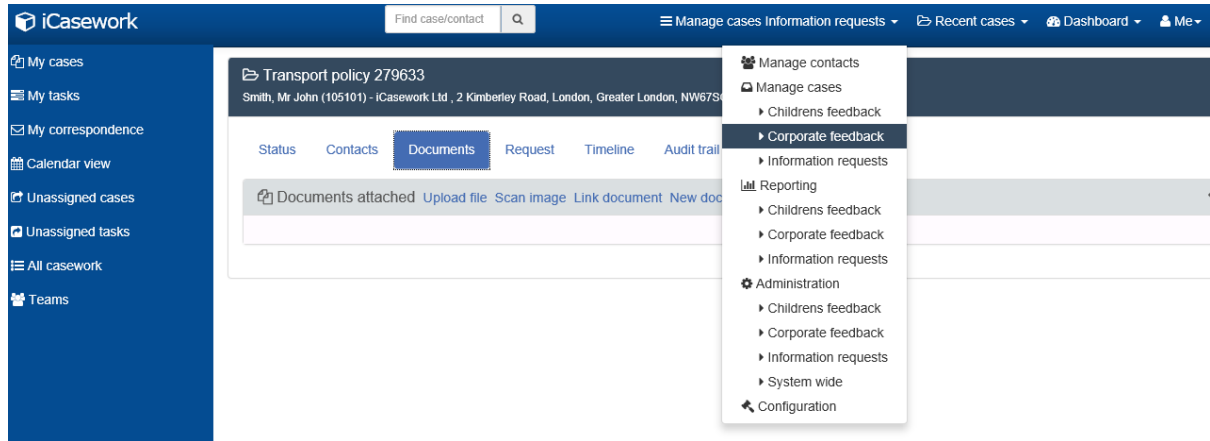 iCasework
Find case/contact
Manage cases Information requests
Recent cases
Dashboard
Me
My cases
My tasks
My correspondence
Calendar view
Unassigned cases
Unassigned tasks
All casework
Teams
Transport policy 279633
Smith, Mr John (105101) - iCasework Ltd , 2 Kimberley Road, London, Greater London,
Status
Contacts
Documents
Request
Timeline
Audit trail
Documents attached Upload file Scan image Link document New
Manage contacts
Manage cases
Childrens feedback
Corporate feedback
Information requests
Reporting
Childrens feedback
Corporate feedback
Information requests
Administration
Childrens feedback
Corporate feedback
Information requests
System wide
Configuration